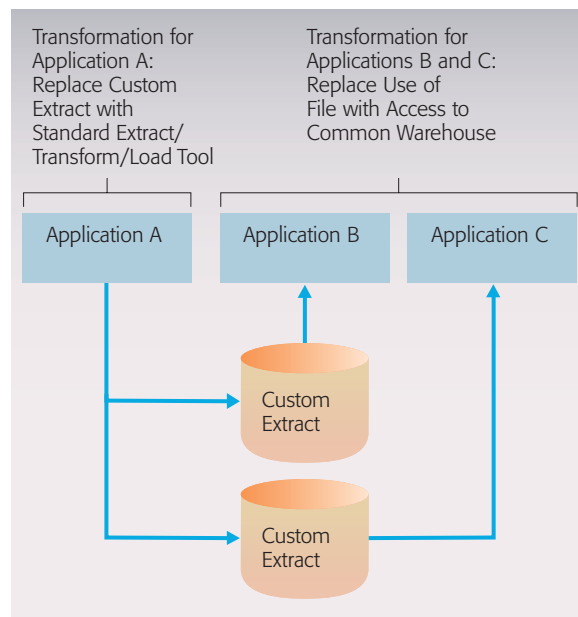 Transformation for
Application A:
Replace Custom
Extract with
Standard Extract/
Transform/Load Tool
Transformation for
Applications B and C:
Replace Use of
File with Access to
Common Warehouse
Application A
Application B
Application C
Custom
Extract
Custom
Extract